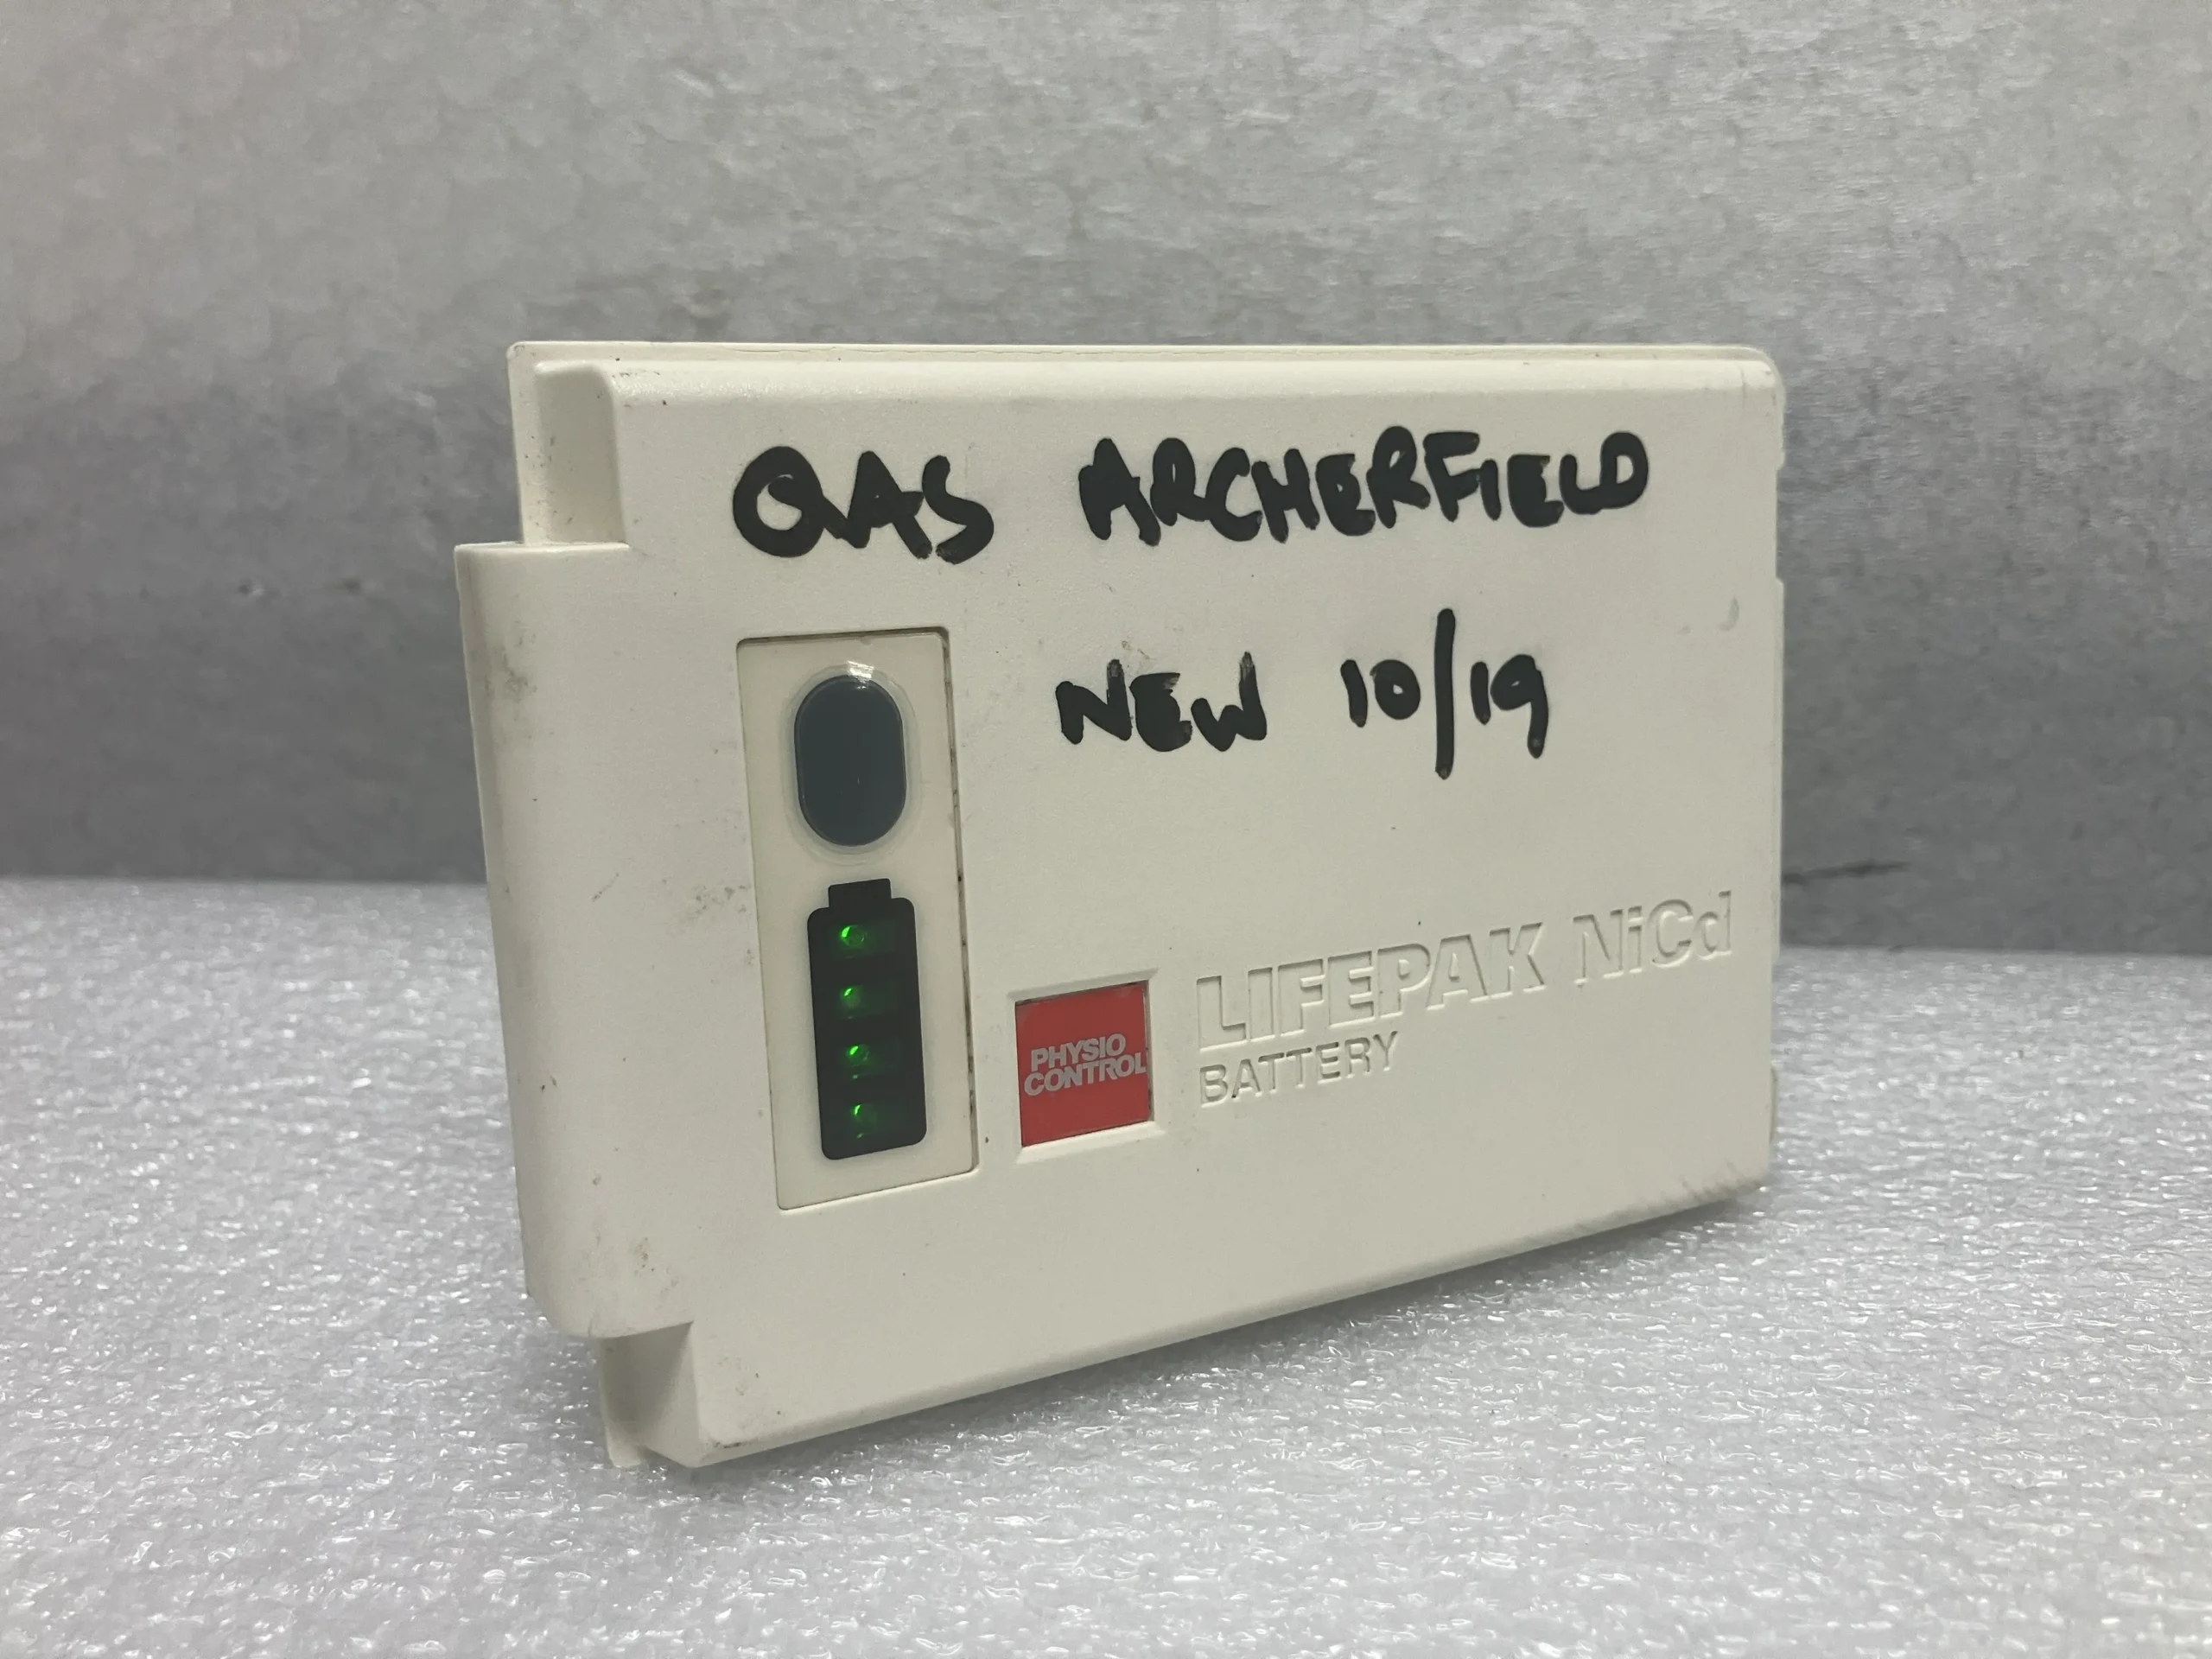 QAS ARCHERFIELD
NEW 10/19
LIFEPAK NiCd
BATTERY
PHYSIO
CONTROL